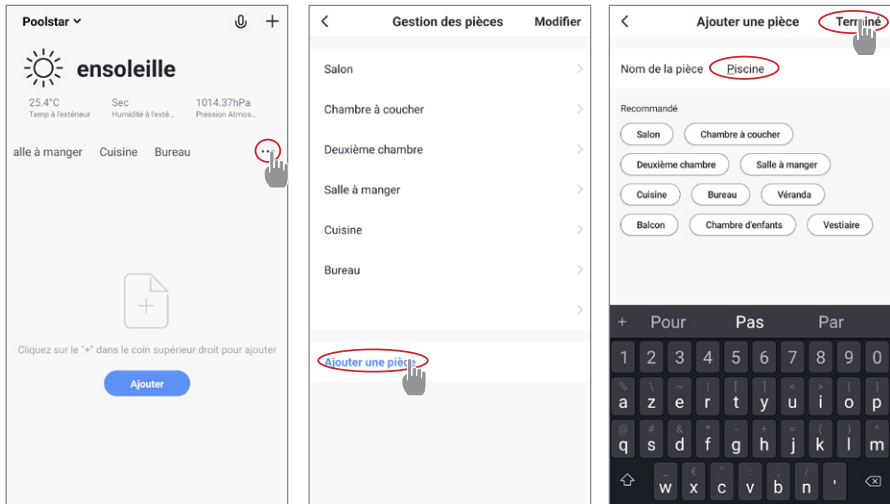 Poolstar
+
ensoleille
25.4°C Sec 1014.37hPa
Temp à l'extérieur Humidité à l'exté... Pression Atmos...
alle à manger Cuisine Bureau ...
Cliquez sur le "+" dans le coin supérieur droit pour ajouter
Ajouter
< Gestion des pièces Modifier
Salon
Chambre à coucher
Deuxième chambre
Salle à manger
Cuisine
Bureau
Ajouter une pièce
< Ajouter une pièce Terminé
Nom de la pièce Piscine
Recommandé
Salon Chambre à coucher
Deuxième chambre Salle à manger
Cuisine Bureau Véranda
Balcon Chambre d'enfants Vestiaire
+ Pour Pas Par
1 2 3 4 5 6 7 8 9 0
a z e r t y u i o p
q s d f g h j k l m
w x c v b n '